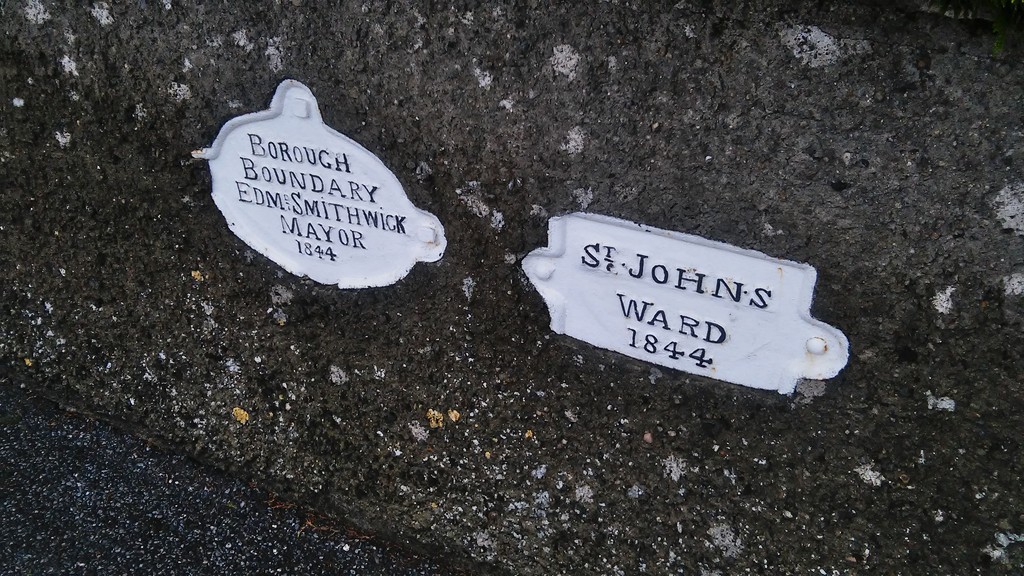 BOROUGH
BOUNDARY
EDMD. SMITHWICK
MAYOR
1844
ST. JOHN.S
WARD
1844.